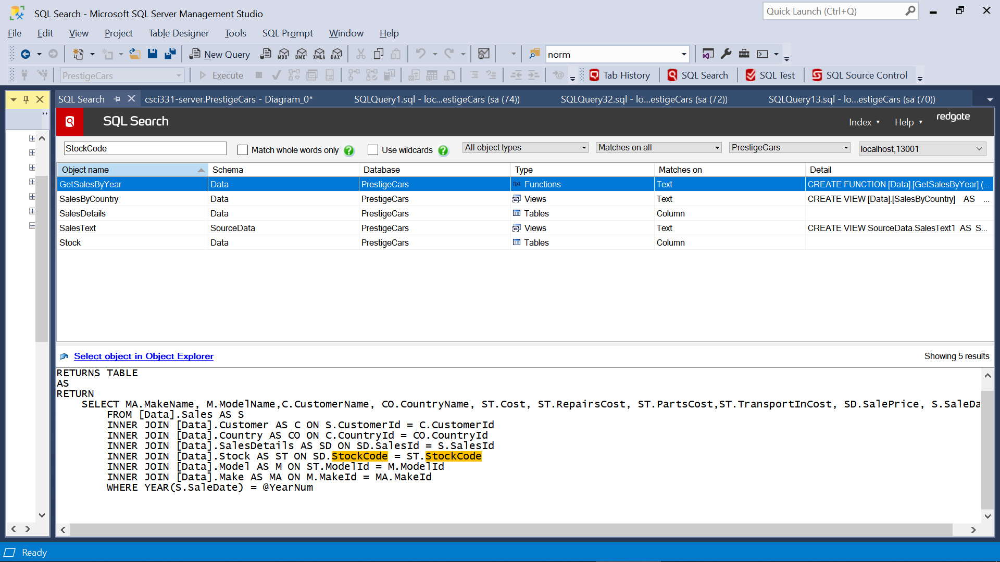 SQL Search - Microsoft SQL Server Management Studio
Quick Launch (Ctrl+Q)
File Edit View Project Table Designer Tools SQL Prompt Window Help
New Query MDX DMX XMLA DAX norm
PrestigeCars Execute Tab History SQL Search SQL Test SQL Source Control
SQL Search csci331-server.PrestigeCars - Diagram_0* SQLQuery1.sql - loc...estigeCars (sa (74)) SQLQuery32.sql - lo...estigeCars (sa (72)) SQLQuery13.sql - lo...estigeCars (sa (70))
SQL Search Index Help redgate
StockCode Match whole words only ? Use wildcards ? All object types Matches on all PrestigeCars localhost,13001
Object name Schema Database Type Matches on Detail
GetSalesByYear Data PrestigeCars f(x) Functions Text CREATE FUNCTION [Data].[GetSalesByYear] (...
SalesByCountry Data PrestigeCars Views Text CREATE VIEW [Data].[SalesByCountry] AS ...
SalesDetails Data PrestigeCars Tables Column
SalesText SourceData PrestigeCars Views Text CREATE VIEW SourceData.SalesText1 AS S...
Stock Data PrestigeCars Tables Column
Select object in Object Explorer Showing 5 results
RETURNS TABLE
AS
RETURN
SELECT MA.MakeName, M.ModelName,C.CustomerName, CO.CountryName, ST.Cost, ST.RepairsCost, ST.PartsCost,ST.TransportInCost, SD.SalePrice, S.SaleDa
FROM [Data].Sales AS S
INNER JOIN [Data].Customer AS C ON S.CustomerId = C.CustomerId
INNER JOIN [Data].Country AS CO ON C.CountryId = CO.CountryId
INNER JOIN [Data].SalesDetails AS SD ON SD.SalesId = S.SalesId
INNER JOIN [Data].Stock AS ST ON SD.StockCode = ST.StockCode
INNER JOIN [Data].Model AS M ON ST.ModelId = M.ModelId
INNER JOIN [Data].Make AS MA ON M.MakeId = MA.MakeId
WHERE YEAR(S.SaleDate) = @YearNum
Ready